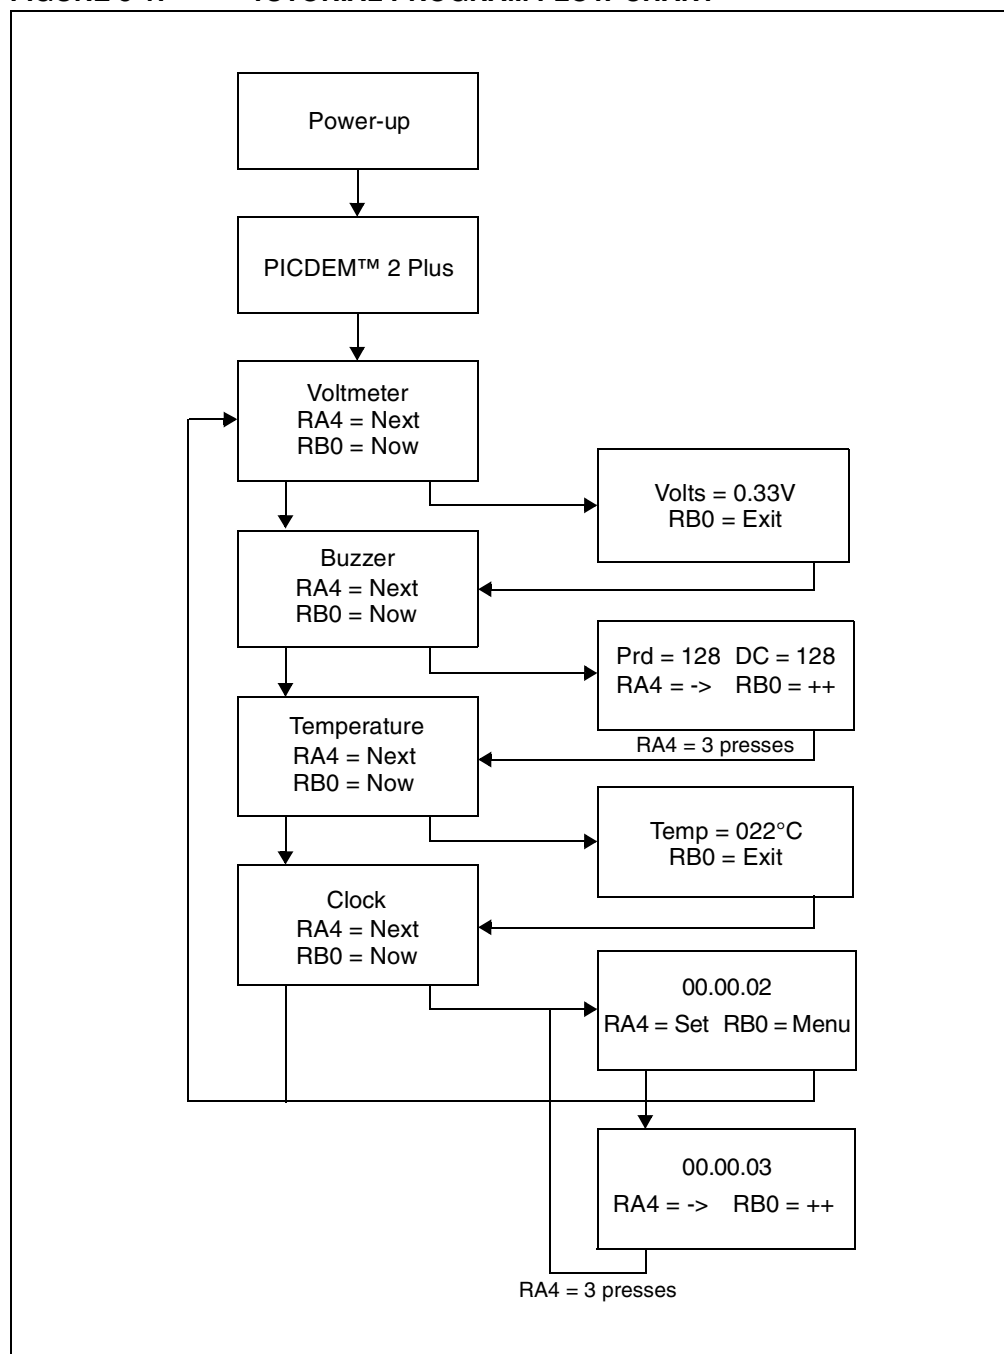 Power-up
PICDEM™ 2 Plus
Voltmeter
RA4 = Next
RB0 = Now
Volts = 0.33V
RB0 = Exit
Buzzer
RA4 = Next
RB0 = Now
Prd = 128 DC = 128
RA4 = -> RB0 = ++
RA4 = 3 presses
Temperature
RA4 = Next
RB0 = Now
Temp = 022°C
RB0 = Exit
Clock
RA4 = Next
RB0 = Now
00.00.02
RA4 = Set RB0 = Menu
00.00.03
RA4 = -> RB0 = ++
RA4 = 3 presses